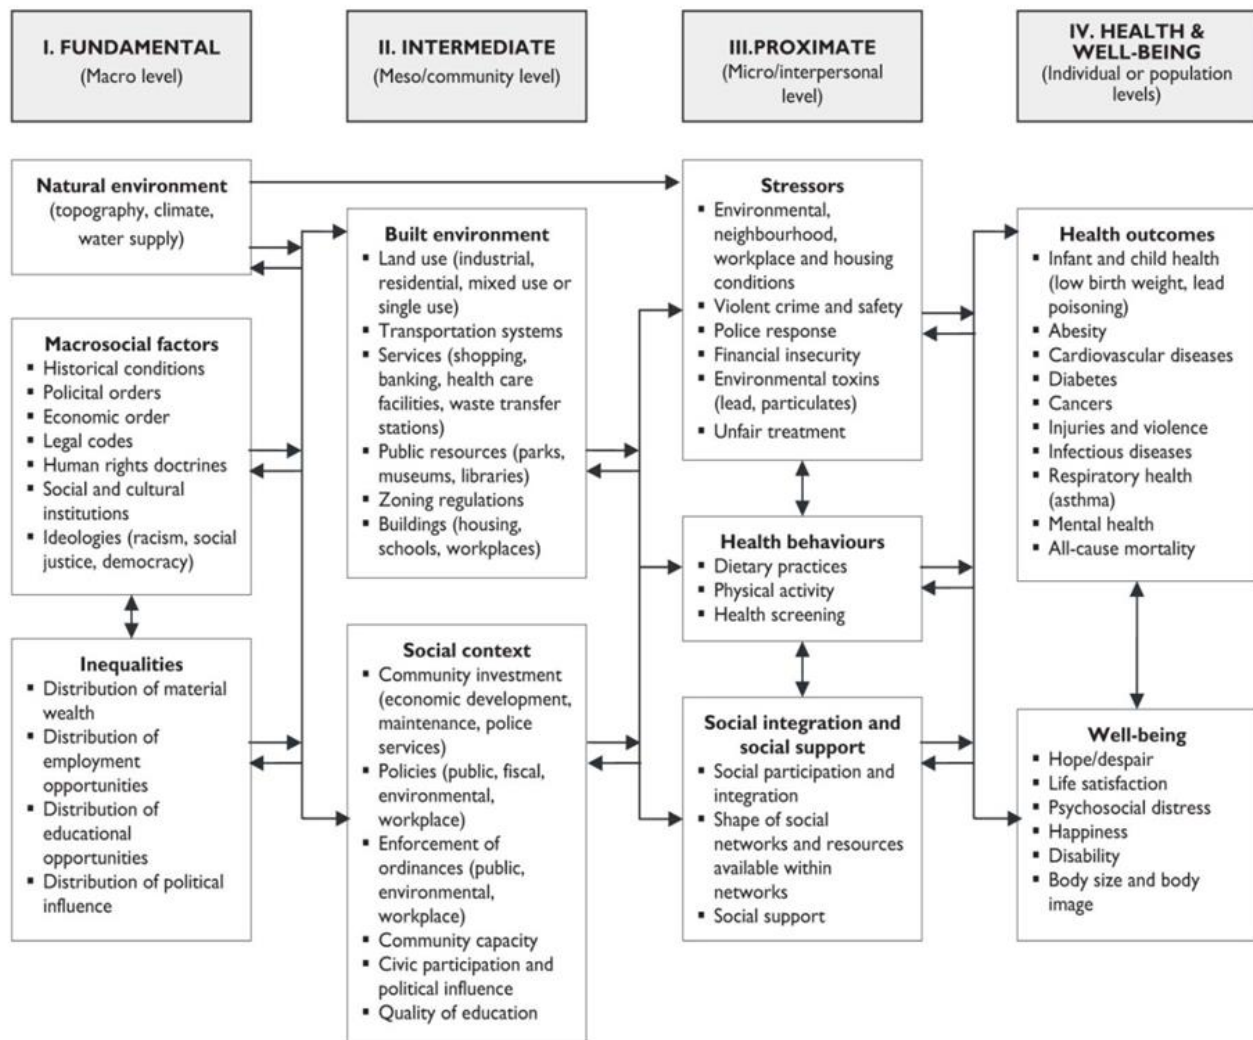 I. FUNDAMENTAL
(Macro level)
II. INTERMEDIATE
(Meso/community level)
III.PROXIMATE
(Micro/interpersonal
level)
IV. HEALTH &
WELL-BEING
(Individual or population
levels)
Natural environment
(topography, climate,
water supply)
Macrosocial factors
▪ Historical conditions
▪ Policital orders
▪ Economic order
▪ Legal codes
▪ Human rights doctrines
▪ Social and cultural
institutions
▪ Ideologies (racism, social
justice, democracy)
Inequalities
▪ Distribution of material
wealth
▪ Distribution of
employment
opportunities
▪ Distribution of
educational
opportunities
▪ Distribution of political
influence
Built environment
▪ Land use (industrial,
residential, mixed use or
single use)
▪ Transportation systems
▪ Services (shopping,
banking, health care
facilities, waste transfer
stations)
▪ Public resources (parks,
museums, libraries)
▪ Zoning regulations
▪ Buildings (housing,
schools, workplaces)
Social context
▪ Community investment
(economic development,
maintenance, police
services)
▪ Policies (public, fiscal,
environmental,
workplace)
▪ Enforcement of
ordinances (public,
environmental,
workplace)
▪ Community capacity
▪ Civic participation and
political influence
▪ Quality of education
Stressors
▪ Environmental,
neighbourhood,
workplace and housing
conditions
▪ Violent crime and safety
▪ Police response
▪ Financial insecurity
▪ Environmental toxins
(lead, particulates)
▪ Unfair treatment
Health behaviours
▪ Dietary practices
▪ Physical activity
▪ Health screening
Social integration and
social support
▪ Social participation and
integration
▪ Shape of social
networks and resources
available within
networks
▪ Social support
Health outcomes
▪ Infant and child health
(low birth weight, lead
poisoning)
▪ Abesity
▪ Cardiovascular diseases
▪ Diabetes
▪ Cancers
▪ Injuries and violence
▪ Infectious diseases
▪ Respiratory health
(asthma)
▪ Mental health
▪ All-cause mortality
Well-being
▪ Hope/despair
▪ Life satisfaction
▪ Psychosocial distress
▪ Happiness
▪ Disability
▪ Body size and body
image